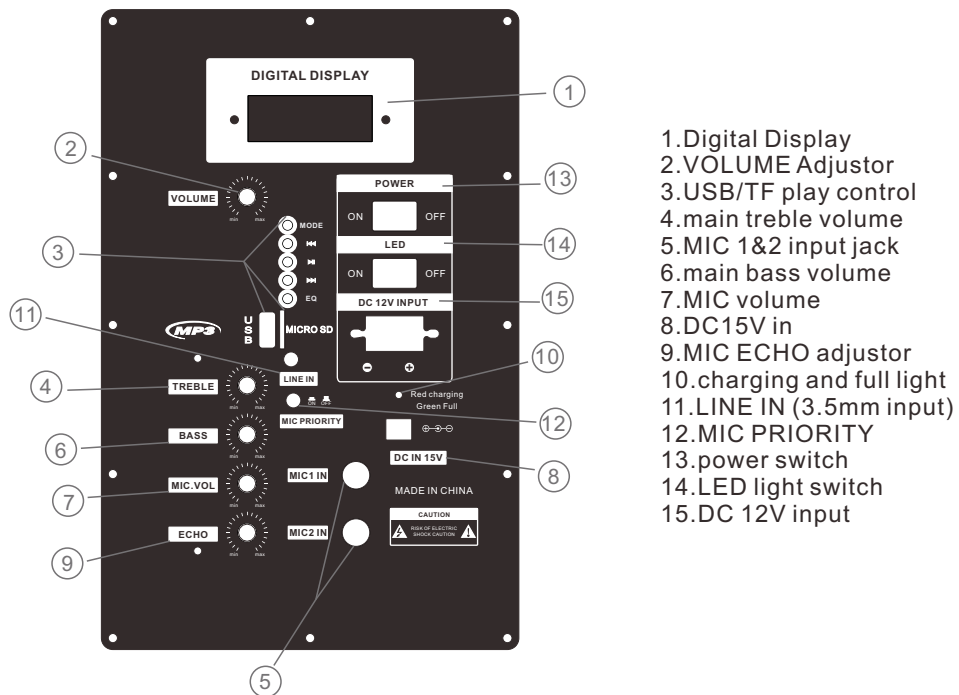 DIGITAL DISPLAY
1
2
VOLUME
min max
POWER
13
ON OFF
MODE
LED
14
3
ON OFF
EQ
DC 12V INPUT
15
11
MP3
USB
MICRO SD
10
LINE IN
4
TREBLE
min max
ON OFF
Red charging
Green Full
12
MIC PRIORITY
6
BASS
min max
DC IN 15V
8
7
MIC.VOL
min max
MIC1 IN
MADE IN CHINA
CAUTION
RISK OF ELECTRIC
SHOCK CAUTION
9
ECHO
min max
MIC2 IN
5
1.Digital Display
2.VOLUME Adjustor
3.USB/TF play control
4.main treble volume
5.MIC 1&2 input jack
6.main bass volume
7.MIC volume
8.DC15V in
9.MIC ECHO adjustor
10.charging and full light
11.LINE IN (3.5mm input)
12.MIC PRIORITY
13.power switch
14.LED light switch
15.DC 12V input